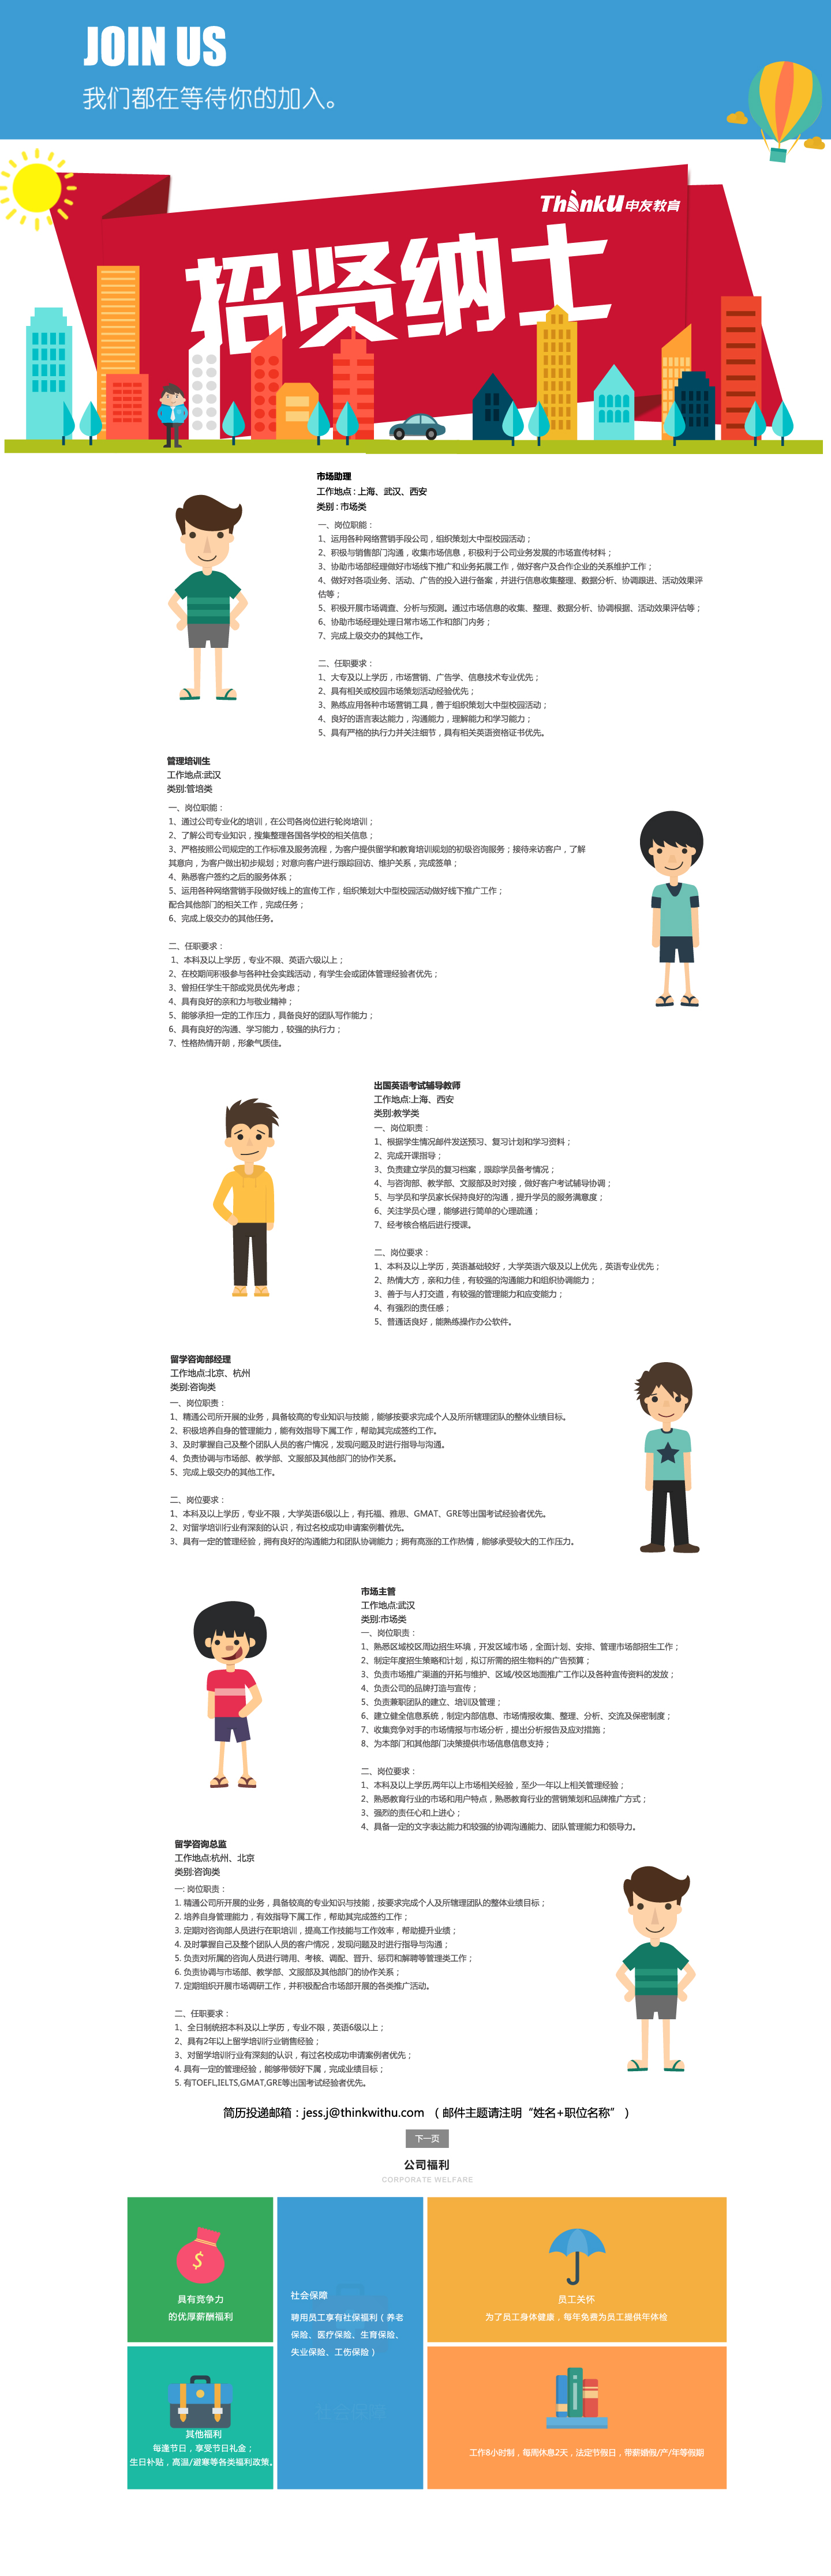 JOIN US
我们都在等待你的加入。
ThinkU 申友教育
招贤纳士
市场助理
工作地点 : 上海、武汉、西安
类别 : 市场类
一、岗位职能：
1、运用各种网络营销手段公司，组织策划大中型校园活动；
2、积极与销售部门沟通，收集市场信息，积极利于公司业务发展的市场宣传材料；
3、协助市场部经理做好市场线下推广和业务拓展工作，做好客户及合作企业的关系维护工作；
4、做好对各项业务、活动、广告的投入进行备案，并进行信息收集整理、数据分析、协调跟进、活动效果评
估等；
5、积极开展市场调查、分析与预测。通过市场信息的收集、整理、数据分析、协调根据、活动效果评估等；
6、协助市场经理处理日常市场工作和部门内务；
7、完成上级交办的其他工作。
二、任职要求：
1、大专及以上学历，市场营销、广告学、信息技术专业优先；
2、具有相关或校园市场策划活动经验优先；
3、熟练应用各种市场营销工具，善于组织策划大中型校园活动；
4、良好的语言表达能力，沟通能力，理解能力和学习能力；
5、具有严格的执行力并关注细节，具有相关英语资格证书优先。
管理培训生
工作地点:武汉
类别:管培类
一、岗位职能：
1、通过公司专业化的培训，在公司各岗位进行轮岗培训；
2、了解公司专业知识，搜集整理各国各学校的相关信息；
3、严格按照公司规定的工作标准及服务流程，为客户提供留学和教育培训规划的初级咨询服务；接待来访客户，了解
其意向，为客户做出初步规划；对意向客户进行跟踪回访、维护关系，完成签单；
4、熟悉客户签约之后的服务体系；
5、运用各种网络营销手段做好线上的宣传工作，组织策划大中型校园活动做好线下推广工作；
配合其他部门的相关工作，完成任务；
6、完成上级交办的其他任务。
二、任职要求：
1、本科及以上学历，专业不限、英语六级以上；
2、在校期间积极参与各种社会实践活动，有学生会或团体管理经验者优先；
3、曾担任学生干部或党员优先考虑；
4、具有良好的亲和力与敬业精神；
5、能够承担一定的工作压力，具备良好的团队写作能力；
6、具有良好的沟通、学习能力，较强的执行力；
7、性格热情开朗，形象气质佳。
出国英语考试辅导教师
工作地点:上海、西安
类别:教学类
一、岗位职责：
1、根据学生情况邮件发送预习、复习计划和学习资料；
2、完成开课指导；
3、负责建立学员的复习档案，跟踪学员备考情况；
4、与咨询部、教学部、文服部及时对接，做好客户考试辅导协调；
5、与学员和学员家长保持良好的沟通，提升学员的服务满意度；
6、关注学员心理，能够进行简单的心理疏通；
7、经考核合格后进行授课。
二、岗位要求：
1、本科及以上学历，英语基础较好，大学英语六级及以上优先，英语专业优先；
2、热情大方，亲和力佳，有较强的沟通能力和组织协调能力；
3、善于与人打交道，有较强的管理能力和应变能力；
4、有强烈的责任感；
5、普通话良好，能熟练操作办公软件。
留学咨询部经理
工作地点:北京、杭州
类别:咨询类
一、岗位职责：
1、精通公司所开展的业务，具备较高的专业知识与技能，能够按要求完成个人及所所辖理团队的整体业绩目标。
2、积极培养自身的管理能力，能有效指导下属工作，帮助其完成签约工作。
3、及时掌握自己及整个团队人员的客户情况，发现问题及时进行指导与沟通。
4、负责协调与市场部、教学部、文服部及其他部门的协作关系。
5、完成上级交办的其他工作。
二、岗位要求：
1、本科及以上学历，专业不限，大学英语6级以上，有托福、雅思、GMAT、GRE等出国考试经验者优先。
2、对留学培训行业有深刻的认识，有过名校成功申请案例着优先。
3、具有一定的管理经验，拥有良好的沟通能力和团队协调能力；拥有高涨的工作热情，能够承受较大的工作压力。
市场主管
工作地点:武汉
类别:市场类
一、岗位职责：
1、熟悉区域校区周边招生环境，开发区域市场，全面计划、安排、管理市场部招生工作；
2、制定年度招生策略和计划，拟订所需的招生物料的广告预算；
3、负责市场推广渠道的开拓与维护、区域/校区地面推广工作以及各种宣传资料的发放；
4、负责公司的品牌打造与宣传；
5、负责兼职团队的建立、培训及管理；
6、建立健全信息系统，制定内部信息、市场情报收集、整理、分析、交流及保密制度；
7、收集竞争对手的市场情报与市场分析，提出分析报告及应对措施；
8、为本部门和其他部门决策提供市场信息信息支持；
二、岗位要求：
1、本科及以上学历,两年以上市场相关经验，至少一年以上相关管理经验；
2、熟悉教育行业的市场和用户特点，熟悉教育行业的营销策划和品牌推广方式；
3、强烈的责任心和上进心；
4、具备一定的文字表达能力和较强的协调沟通能力、团队管理能力和领导力。
留学咨询总监
工作地点:杭州、北京
类别:咨询类
一: 岗位职责：
1. 精通公司所开展的业务，具备较高的专业知识与技能，按要求完成个人及所辖理团队的整体业绩目标；
2. 培养自身管理能力，有效指导下属工作，帮助其完成签约工作；
3. 定期对咨询部人员进行在职培训，提高工作技能与工作效率，帮助提升业绩；
4. 及时掌握自己及整个团队人员的客户情况，发现问题及时进行指导与沟通；
5. 负责对所属的咨询人员进行聘用、考核、调配、晋升、惩罚和解聘等管理类工作；
6. 负责协调与市场部、教学部、文服部及其他部门的协作关系；
7. 定期组织开展市场调研工作，并积极配合市场部开展的各类推广活动。
二、任职要求：
1、全日制统招本科及以上学历，专业不限，英语6级以上；
2、具有2年以上留学培训行业销售经验；
3、对留学培训行业有深刻的认识，有过名校成功申请案例者优先；
4. 具有一定的管理经验，能够带领好下属，完成业绩目标；
5. 有TOEFL,IELTS,GMAT,GRE等出国考试经验者优先。
简历投递邮箱：jess.j@thinkwithu.com （ 邮件主题请注明“姓名+职位名称” ）
下一页
公司福利
CORPORATE WELFARE
具有竞争力
的优厚薪酬福利
社会保障
聘用员工享有社保福利（ 养老
保险、医疗保险、生育保险、
失业保险、工伤保险 ）
员工关怀
为了员工身体健康，每年免费为员工提供年体检
其他福利
每逢节日，享受节日礼金；
生日补贴，高温/避寒等各类福利政策。
社会保障
工作8小时制，每周休息2天，法定节假日，带薪婚假/产/年等假期